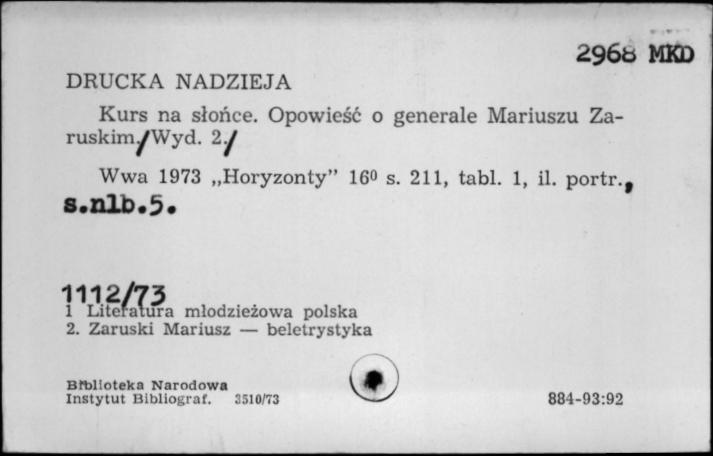 2968 MKD
DRUCKA NADZIEJA
Kurs na słońce. Opowieść o generale Mariuszu Za-
ruskim./Wyd. 2./
Wwa 1973 „Horyzonty” 16⁰ s. 211, tabl. 1, il. portr.,
s.nlb.5.
1112/73
1 Literatura młodzieżowa polska
2. Zaruski Mariusz — beletrystyka
Biblioteka Narodowa
Instytut Bibliograf. 3510/73
884-93:92